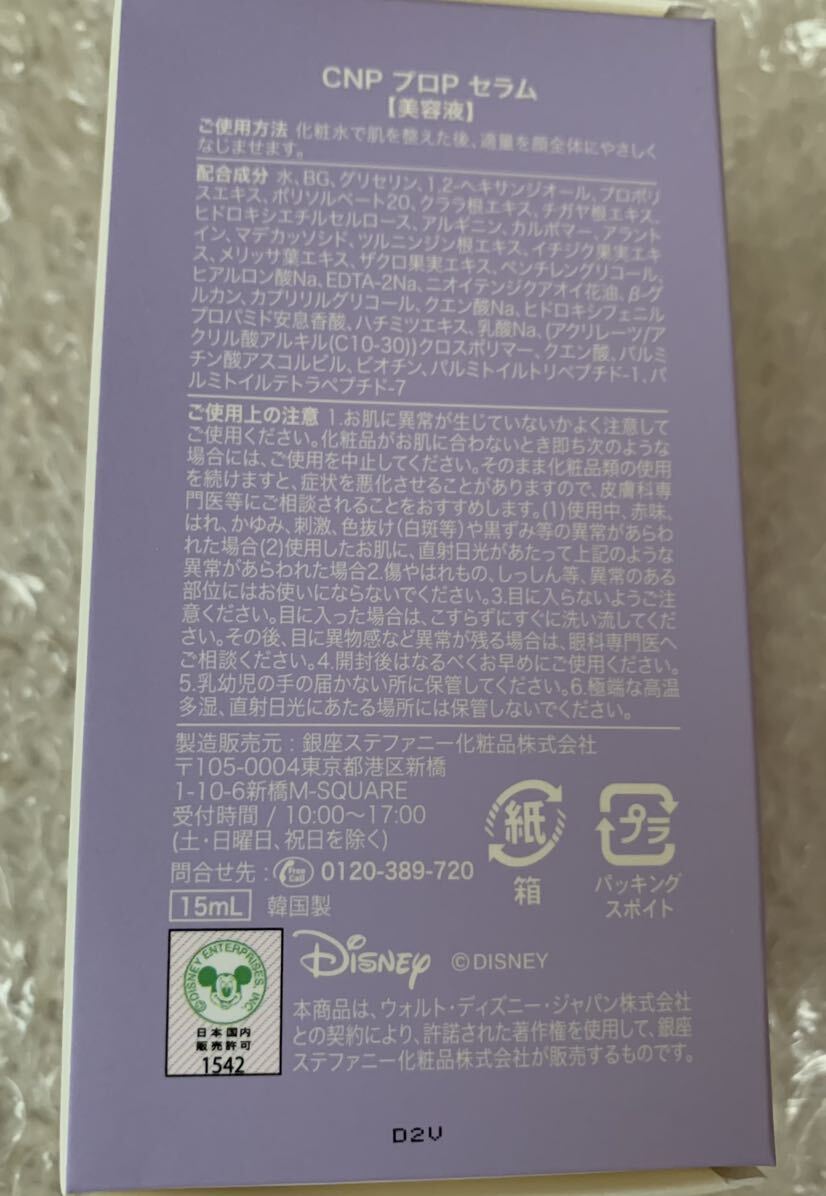 CNP プロP セラム
【美容液】
ご使用方法 化粧水で肌を整えた後、適量を顔全体にやさしく
なじませます。
配合成分 水、BG、グリセリン、1,2-ヘキサンジオール、プロポリ
スエキス、ポリソルベート20、クララ根エキス、チガヤ根エキス、
ヒドロキシエチルセルロース、アルギニン、カルボマー、アラント
イン、マデカッソシド、ツルニンジン根エキス、イチジク果実エキ
ス、メリッサ葉エキス、ザクロ果実エキス、ペンチレングリコール、
ヒアルロン酸Na、EDTA-2Na、ニオイテンジクアオイ花油、β-グ
ルカン、カプリリルグリコール、クエン酸Na、ヒドロキシフェニル
プロパミド安息香酸、ハチミツエキス、乳酸Na、(アクリレーツ/ア
クリル酸アルキル(C10-30))クロスポリマー、クエン酸、パルミ
チン酸アスコルビル、ビオチン、パルミトイルトリペプチド-1、パ
ルミトイルテトラペプチド-7
ご使用上の注意 1.お肌に異常が生じていないかよく注意して
ご使用ください。化粧品がお肌に合わないとき即ち次のような
場合には、ご使用を中止してください。そのまま化粧品類の使用
を続けますと、症状を悪化させることがありますので、皮膚科専
門医等にご相談されることをおすすめします。(1)使用中、赤味、
はれ、かゆみ、刺激、色抜け(白斑等)や黒ずみ等の異常があらわ
れた場合(2)使用したお肌に、直射日光があたって上記のような
異常があらわれた場合2.傷やはれもの、しっしん等、異常のある
部位にはお使いにならないでください。3.目に入らないようご注
意ください。目に入った場合は、こすらずにすぐに洗い流してくだ
さい。その後、目に異物感など異常が残る場合は、眼科専門医へ
ご相談ください。4.開封後はなるべくお早めにご使用ください。
5.乳幼児の手の届かない所に保管してください。6.極端な高温
多湿、直射日光にあたる場所には保管しないでください。
製造販売元：銀座ステファニー化粧品株式会社
〒105-0004東京都港区新橋
1-10-6新橋M-SQUARE
受付時間 / 10:00〜17:00
(土・日曜日、祝日を除く)
問合せ先：Free Call 0120-389-720
15mL 韓国製
紙
箱
プラ
パッキング
スポイト
©DISNEY ENTERPRISES, INC
日本国内
販売許可
1542
Disney ©DISNEY
本商品は、ウォルト・ディズニー・ジャパン株式会社
との契約により、許諾された著作権を使用して、銀座
ステファニー化粧品株式会社が販売するものです。
D2V